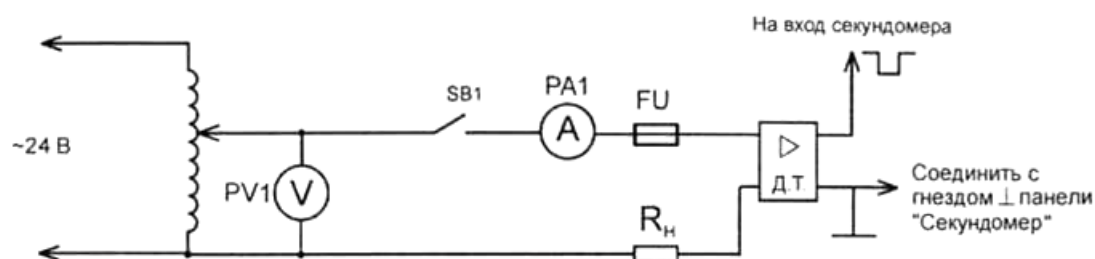 На вход секундомера
SB1
PA1
A
FU
~24 В
PV1
V
Д.Т.
Rн
Соединить с
гнездом ⊥ панели
"Секундомер"